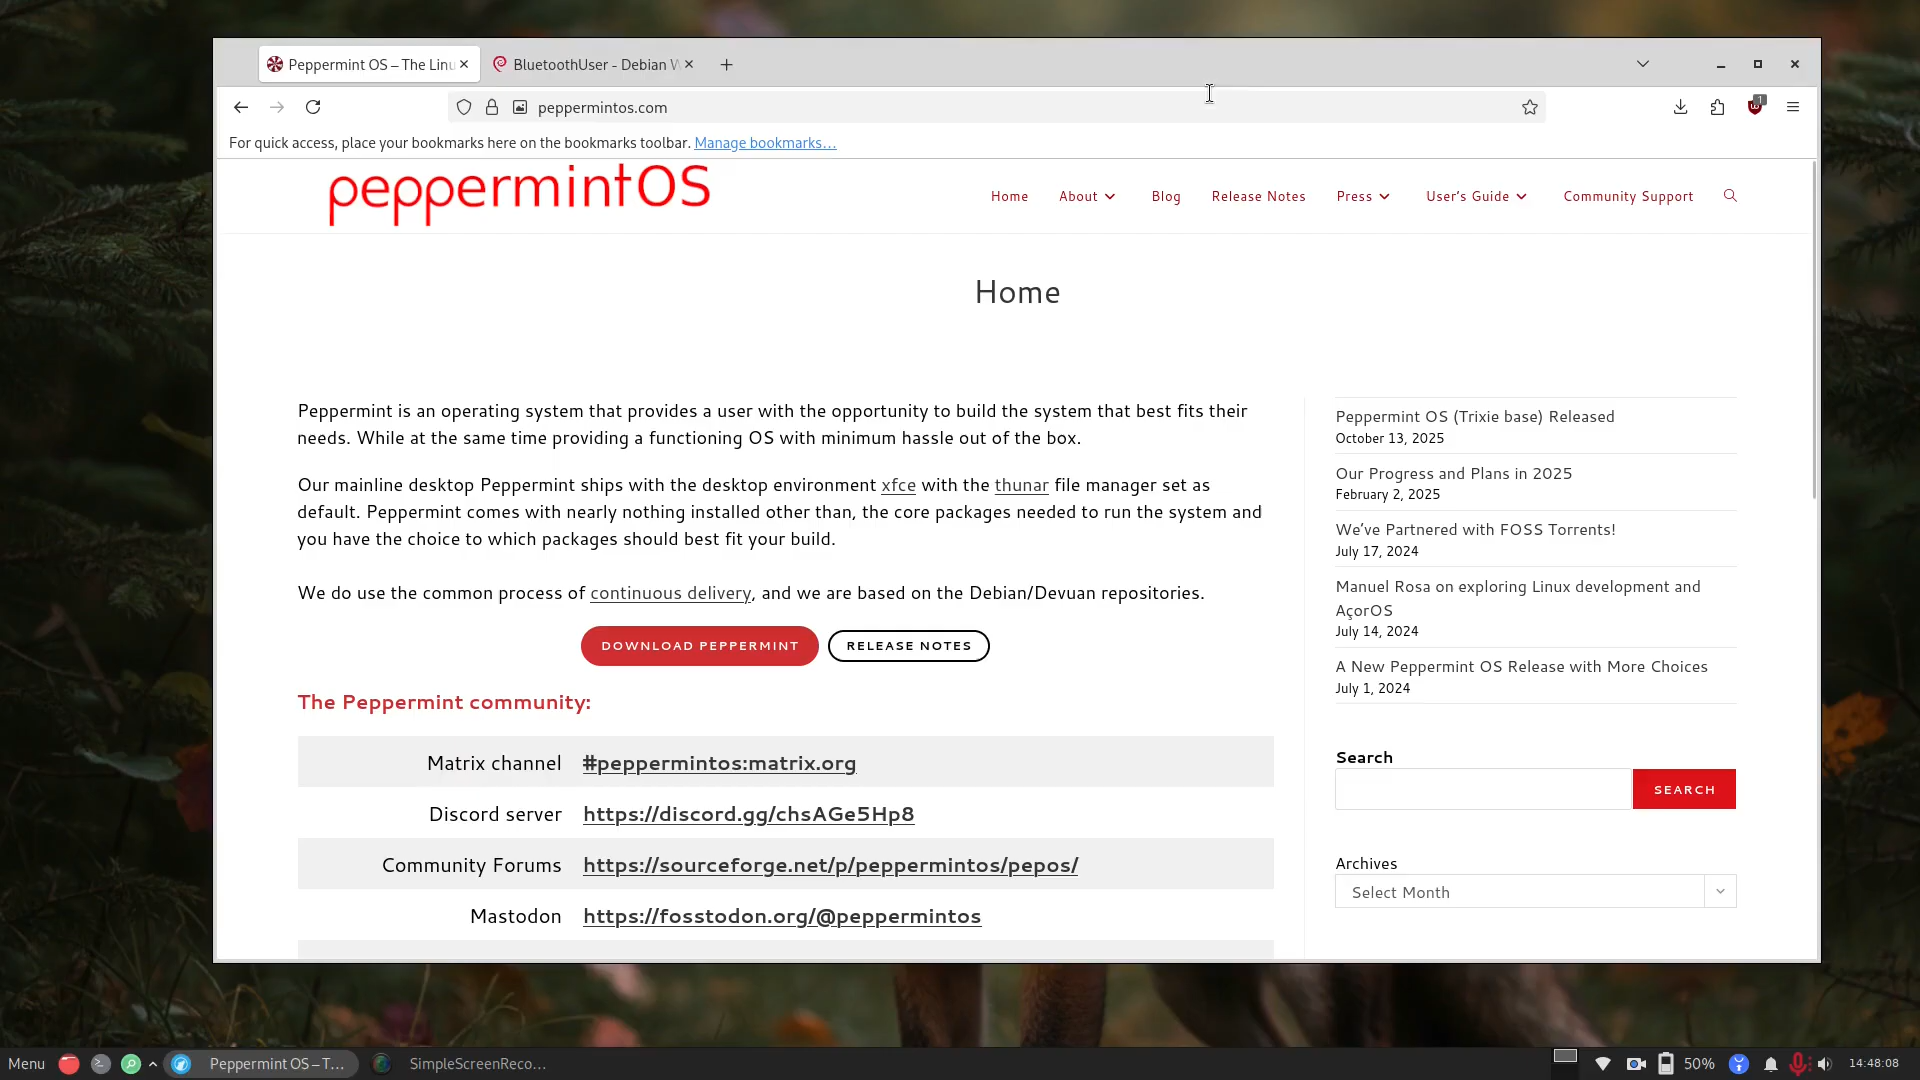 Peppermint OS – The Linu
BluetoothUser - Debian W
peppermintos.com
1
For quick access, place your bookmarks here on the bookmarks toolbar. Manage bookmarks…
peppermintOS
Home
About
Blog
Release Notes
Press
User's Guide
Community Support
Home
Peppermint is an operating system that provides a user with the opportunity to build the system that best fits their
needs. While at the same time providing a functioning OS with minimum hassle out of the box.
Our mainline desktop Peppermint ships with the desktop environment xfce with the thunar file manager set as
default. Peppermint comes with nearly nothing installed other than, the core packages needed to run the system and
you have the choice to which packages should best fit your build.
We do use the common process of continuous delivery, and we are based on the Debian/Devuan repositories.
DOWNLOAD PEPPERMINT
RELEASE NOTES
The Peppermint community:
Matrix channel #peppermintos:matrix.org
Discord server https://discord.gg/chsAGe5Hp8
Community Forums https://sourceforge.net/p/peppermintos/pepos/
Mastodon https://fosstodon.org/@peppermintos
Peppermint OS (Trixie base) Released
October 13, 2025
Our Progress and Plans in 2025
February 2, 2025
We've Partnered with FOSS Torrents!
July 17, 2024
Manuel Rosa on exploring Linux development and
AçorOS
July 14, 2024
A New Peppermint OS Release with More Choices
July 1, 2024
Search
SEARCH
Archives
Select Month
Menu
Peppermint OS – T...
SimpleScreenReco...
50%
14:48:08